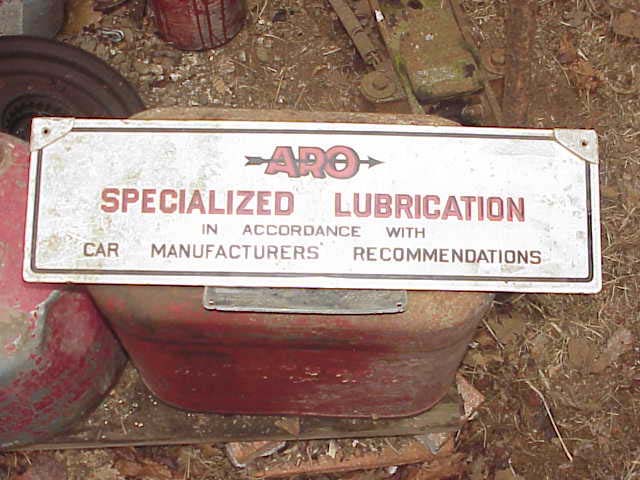 ARO
SPECIALIZED LUBRICATION
IN ACCORDANCE WITH
CAR MANUFACTURERS' RECOMMENDATIONS